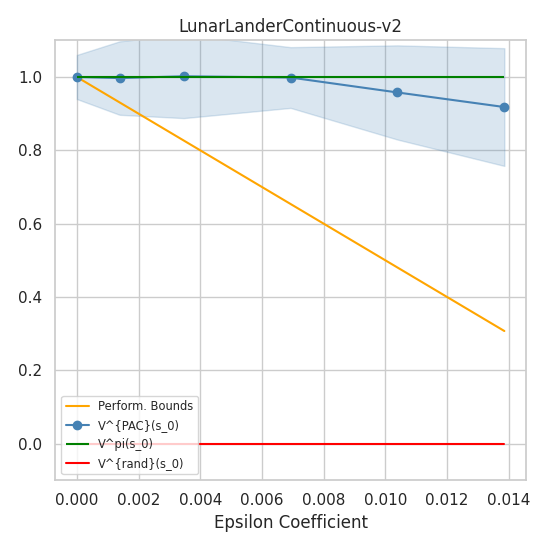 LunarLanderContinuous-v2
1.0
0.8
0.6
0.4
0.2
0.0
Perform. Bounds
V^{PAC}(s_0)
V^pi(s_0)
V^{rand}(s_0)
0.000 0.002 0.004 0.006 0.008 0.010 0.012 0.014
Epsilon Coefficient